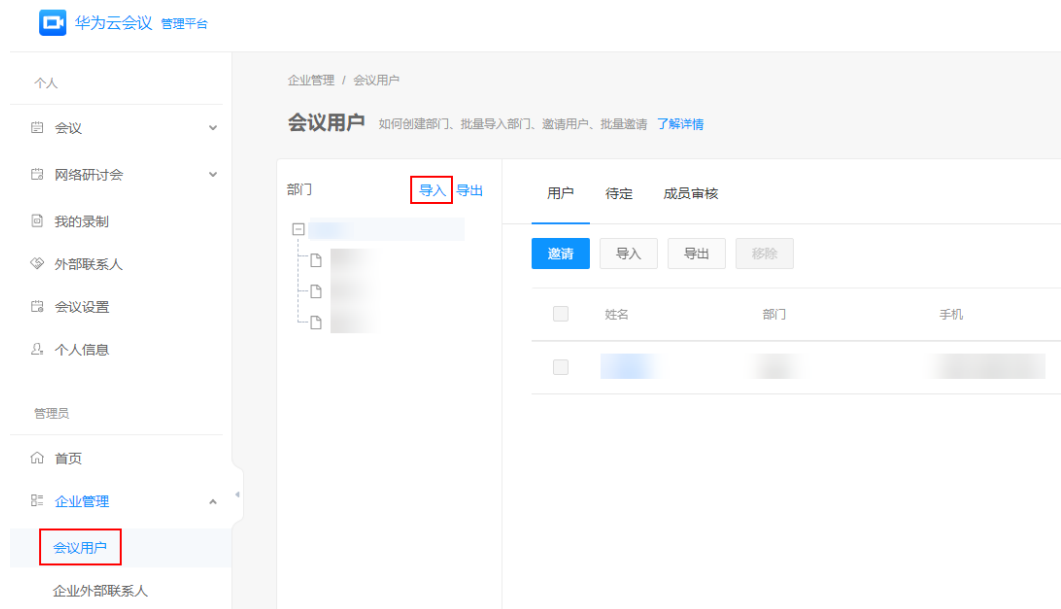 华为云会议 管理平台
个人
会议
网络研讨会
我的录制
外部联系人
会议设置
个人信息
管理员
首页
企业管理
会议用户
企业外部联系人
企业管理 / 会议用户
会议用户 如何创建部门、批量导入部门、邀请用户、批量邀请 了解详情
部门 导入 导出
用户 待定 成员审核
邀请 导入 导出 移除
姓名 部门 手机